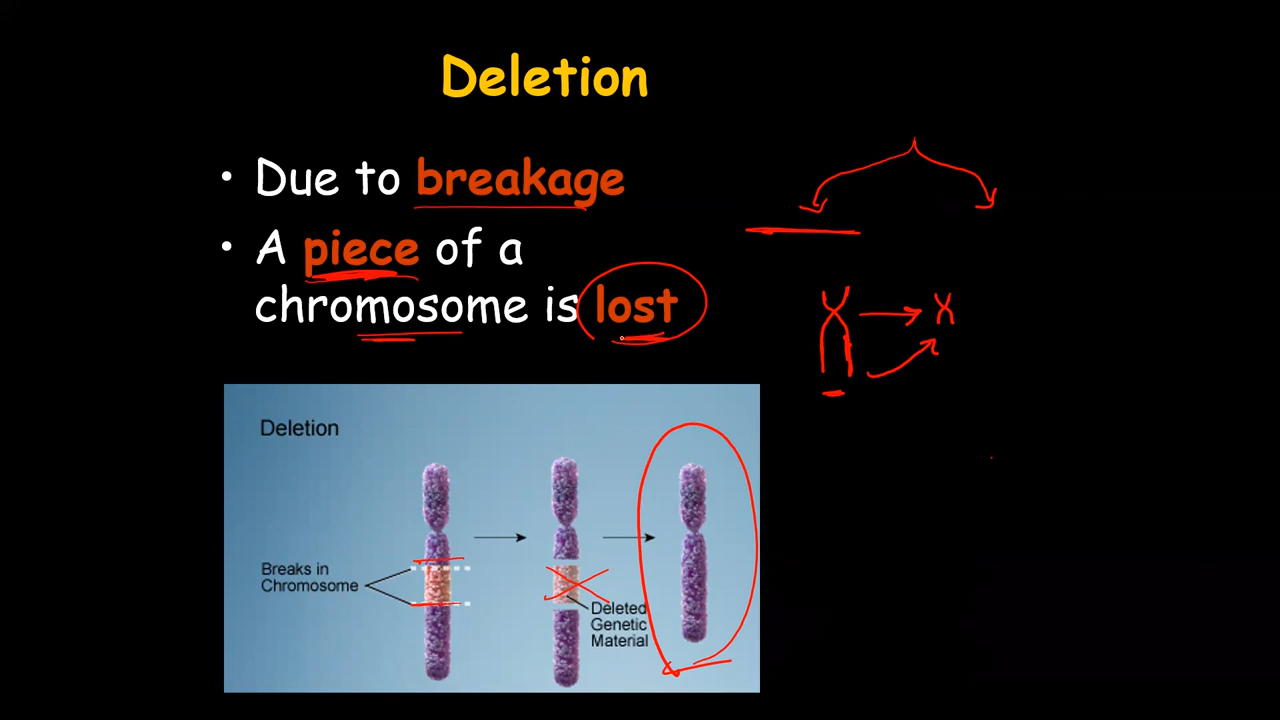 Deletion
• Due to breakage
• A piece of a
chromosome is lost
Deletion
Breaks in
Chromosome
Deleted
Genetic
Material